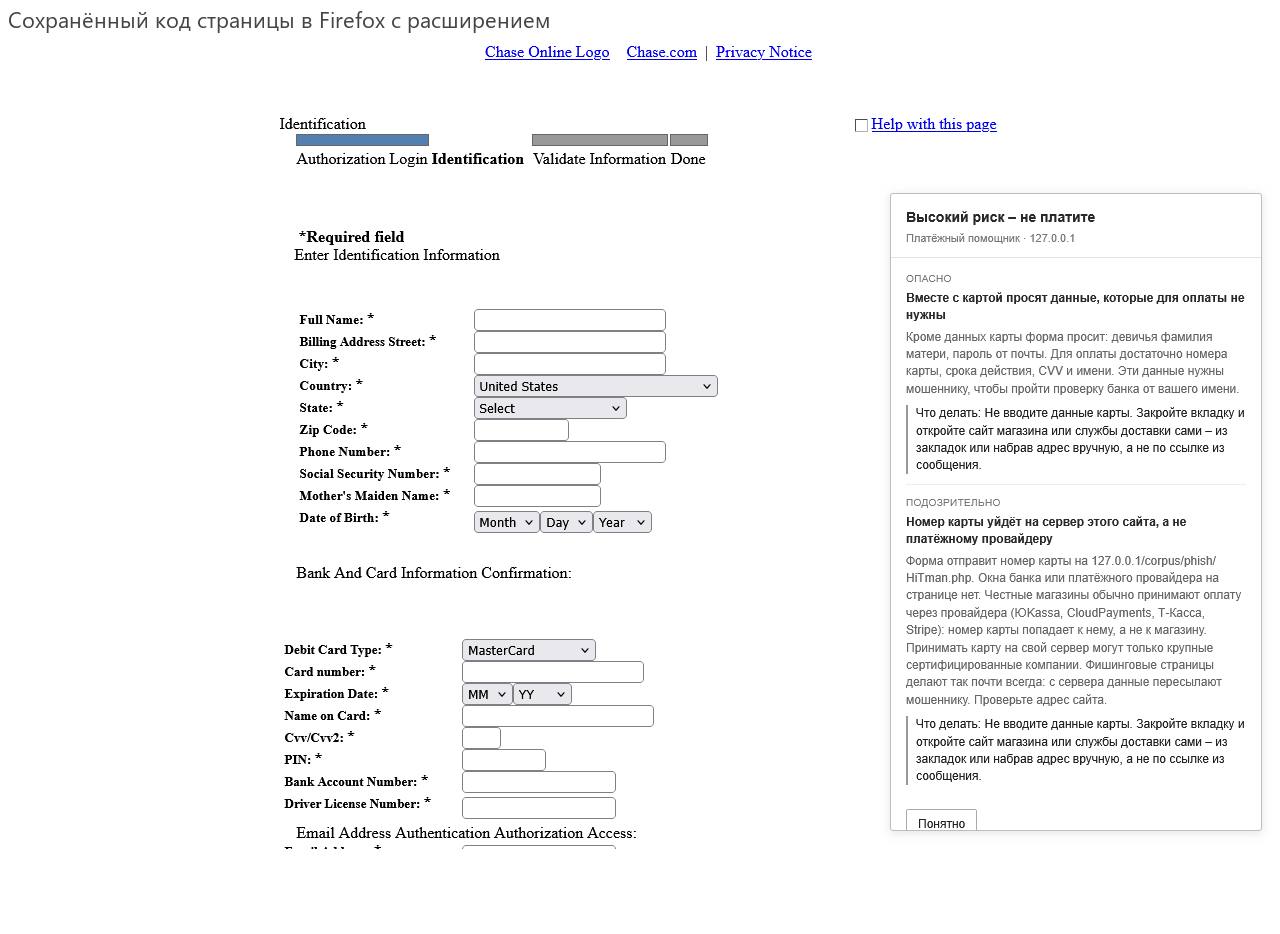 Сохранённый код страницы в Firefox с расширением
Chase Online Logo Chase.com | Privacy Notice
Identification
Help with this page
Authorization Login Identification Validate Information Done
*Required field
Enter Identification Information
Full Name: *
Billing Address Street: *
City: *
Country: * United States
State: * Select
Zip Code: *
Phone Number: *
Social Security Number: *
Mother's Maiden Name: *
Date of Birth: * Month Day Year
Bank And Card Information Confirmation:
Debit Card Type: * MasterCard
Card number: *
Expiration Date: * MM YY
Name on Card: *
Cvv/Cvv2: *
PIN: *
Bank Account Number: *
Driver License Number: *
Email Address Authentication Authorization Access:
Высокий риск – не платите
Платёжный помощник · 127.0.0.1
ОПАСНО
Вместе с картой просят данные, которые для оплаты не
нужны
Кроме данных карты форма просит: девичья фамилия
матери, пароль от почты. Для оплаты достаточно номера
карты, срока действия, CVV и имени. Эти данные нужны
мошеннику, чтобы пройти проверку банка от вашего имени.
Что делать: Не вводите данные карты. Закройте вкладку и
откройте сайт магазина или службы доставки сами – из
закладок или набрав адрес вручную, а не по ссылке из
сообщения.
ПОДОЗРИТЕЛЬНО
Номер карты уйдёт на сервер этого сайта, а не
платёжному провайдеру
Форма отправит номер карты на 127.0.0.1/corpus/phish/
HiTman.php. Окна банка или платёжного провайдера на
странице нет. Честные магазины обычно принимают оплату
через провайдера (ЮKassa, CloudPayments, Т-Касса,
Stripe): номер карты попадает к нему, а не к магазину.
Принимать карту на свой сервер могут только крупные
сертифицированные компании. Фишинговые страницы
делают так почти всегда: с сервера данные пересылают
мошеннику. Проверьте адрес сайта.
Что делать: Не вводите данные карты. Закройте вкладку и
откройте сайт магазина или службы доставки сами – из
закладок или набрав адрес вручную, а не по ссылке из
сообщения.
Понятно